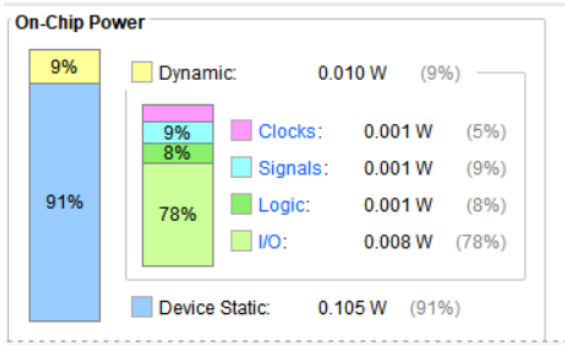 On-Chip Power
9%
91%
Dynamic: 0.010 W (9%)
9%
8%
78%
Clocks: 0.001 W (5%)
Signals: 0.001 W (9%)
Logic: 0.001 W (8%)
I/O: 0.008 W (78%)
Device Static: 0.105 W (91%)